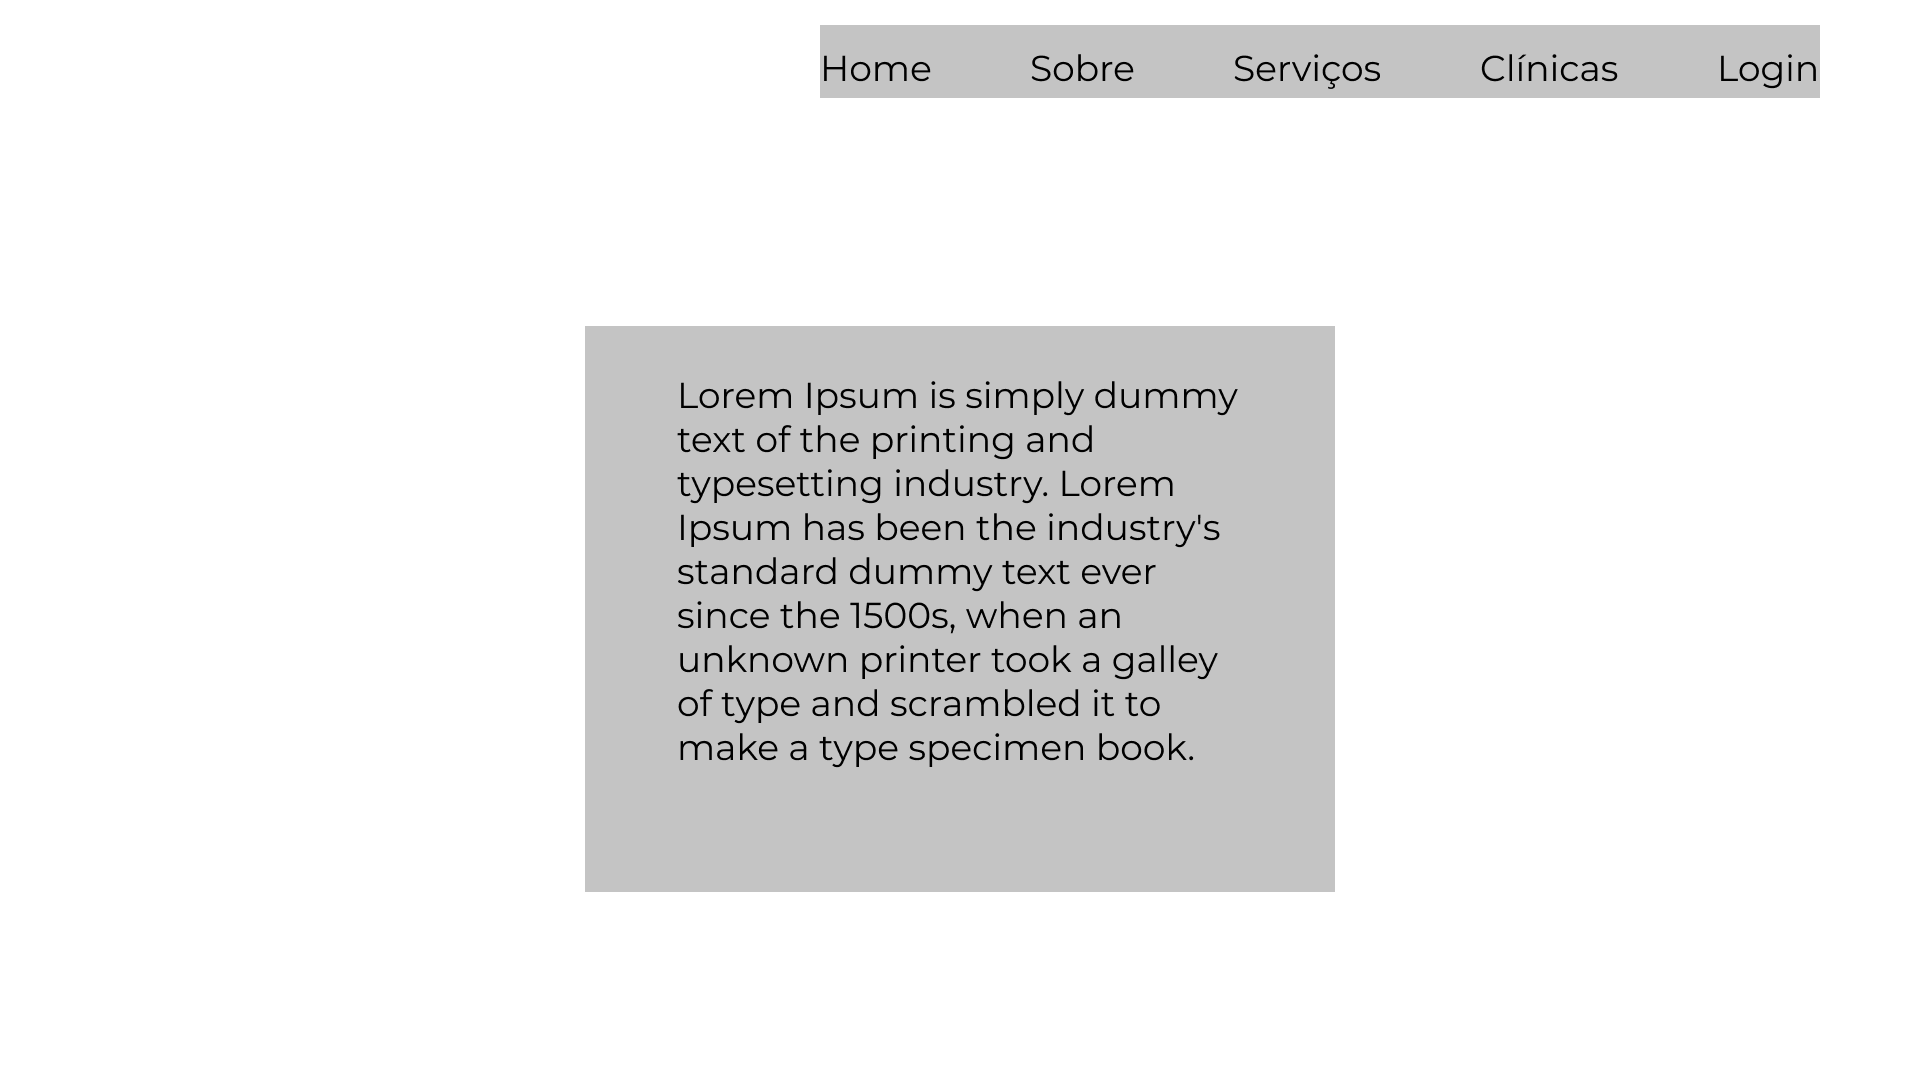 Home Sobre Serviços Clínicas Login
Lorem Ipsum is simply dummy
text of the printing and
typesetting industry. Lorem
Ipsum has been the industry's
standard dummy text ever
since the 1500s, when an
unknown printer took a galley
of type and scrambled it to
make a type specimen book.